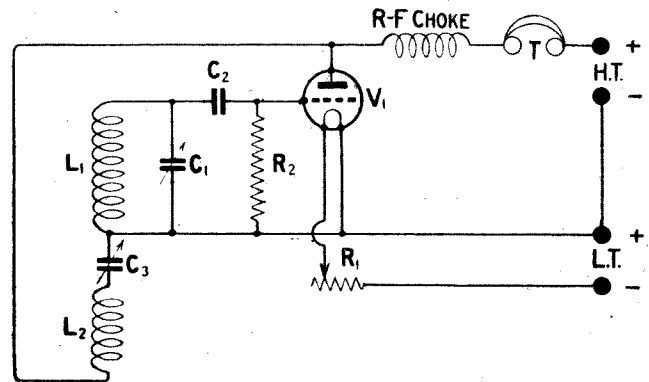 R-F CHOKE
T
+
H.T.
-
C2
V1
L1
C1
R2
+
L.T.
-
R1
C3
L2